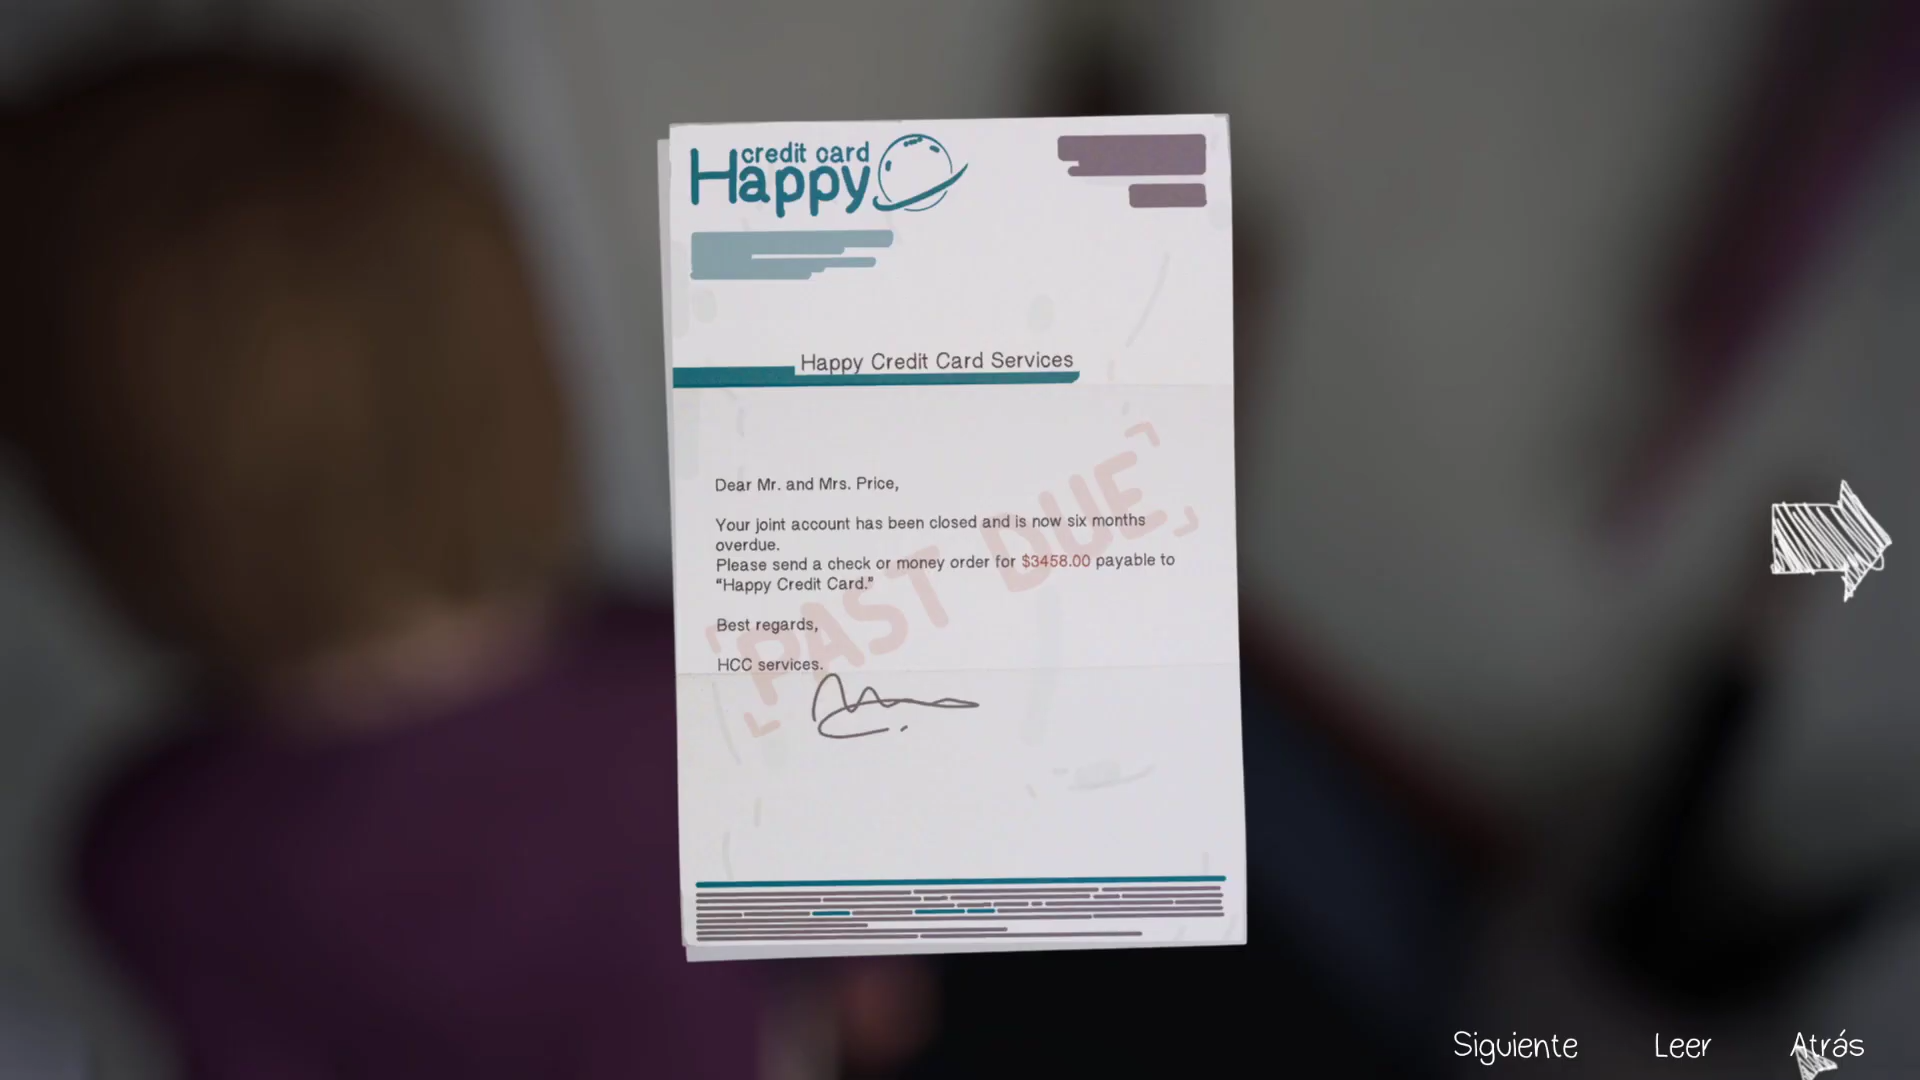 credit card
Happy
Happy Credit Card Services
Dear Mr. and Mrs. Price,
Your joint account has been closed and is now six months
overdue.
Please send a check or money order for $3458.00 payable to
“Happy Credit Card.”
PAST DUE
Best regards,
HCC services.
Siguiente Leer Atrás